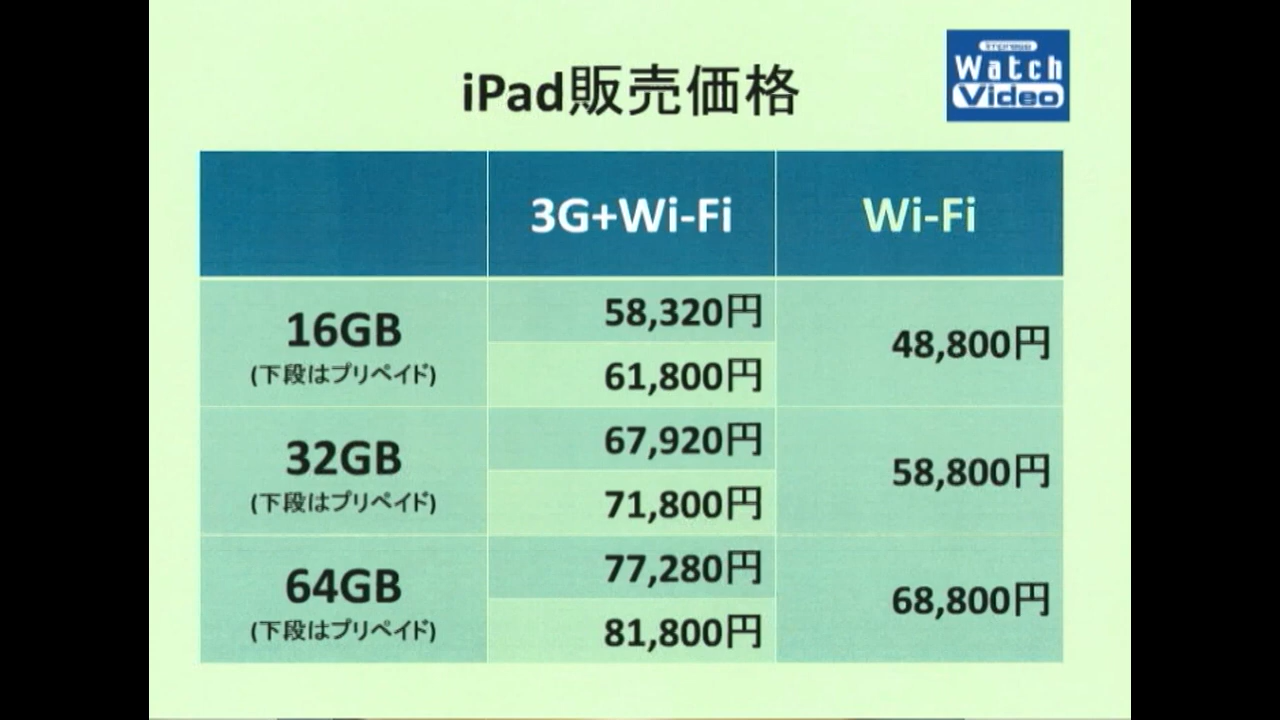 impress
Watch
Video
iPad販売価格
3G+Wi-Fi
Wi-Fi
16GB
(下段はプリペイド)
58,320円
61,800円
48,800円
32GB
(下段はプリペイド)
67,920円
71,800円
58,800円
64GB
(下段はプリペイド)
77,280円
81,800円
68,800円